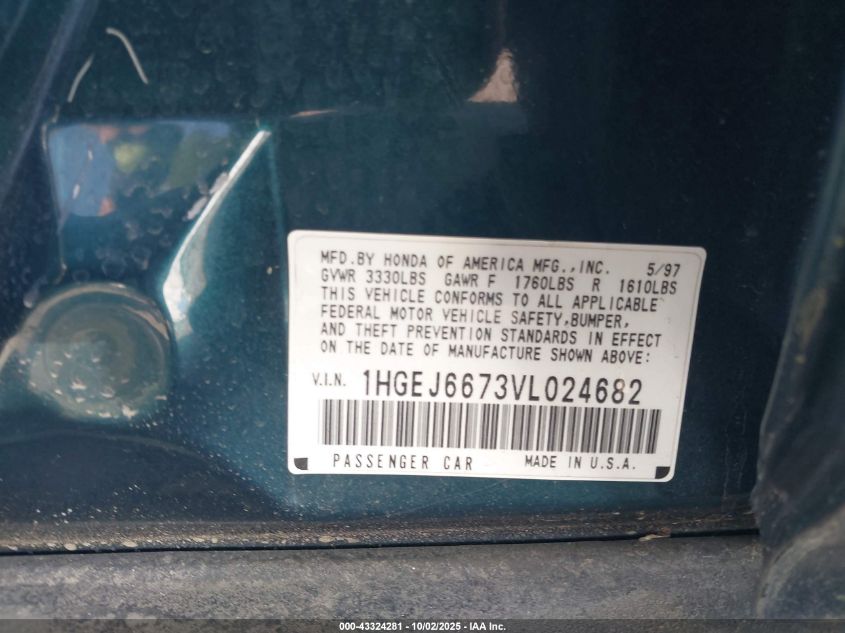 MFD.BY HONDA OF AMERICA MFG.,INC. 5/97
GVWR 3330LBS GAWR F 1760LBS R 1610LBS
THIS VEHICLE CONFORMS TO ALL APPLICABLE
FEDERAL MOTOR VEHICLE SAFETY,BUMPER,
AND THEFT PREVENTION STANDARDS IN EFFECT
ON THE DATE OF MANUFACTURE SHOWN ABOVE:
V.I.N. 1HGEJ6673VL024682
PASSENGER CAR MADE IN U.S.A.
000-43324281 - 10/02/2025 - IAA Inc.